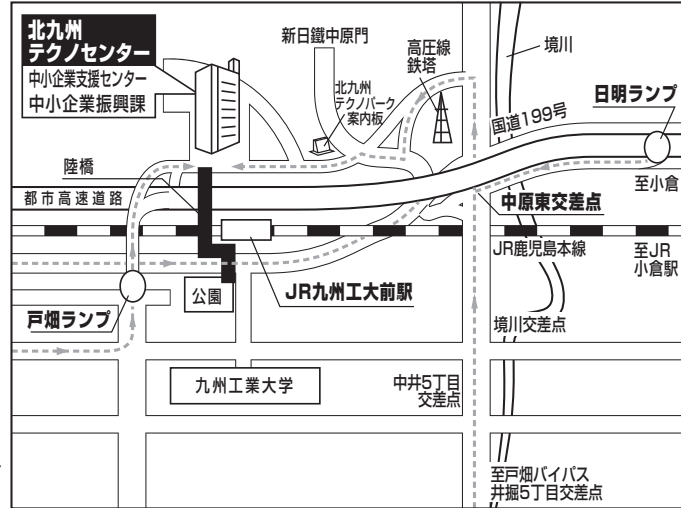 北九州
テクノセンター
中小企業支援センター
中小企業振興課
新日鐵中原門
高圧線
鉄塔
境川
日明ランプ
北九州
テクノパーク
案内板
国道199号
陸橋
都市高速道路
至小倉
中原東交差点
JR鹿児島本線
至JR
小倉駅
公園
JR九州工大前駅
戸畑ランプ
境川交差点
九州工業大学
中井5丁目
交差点
至戸畑バイパス
井堀5丁目交差点